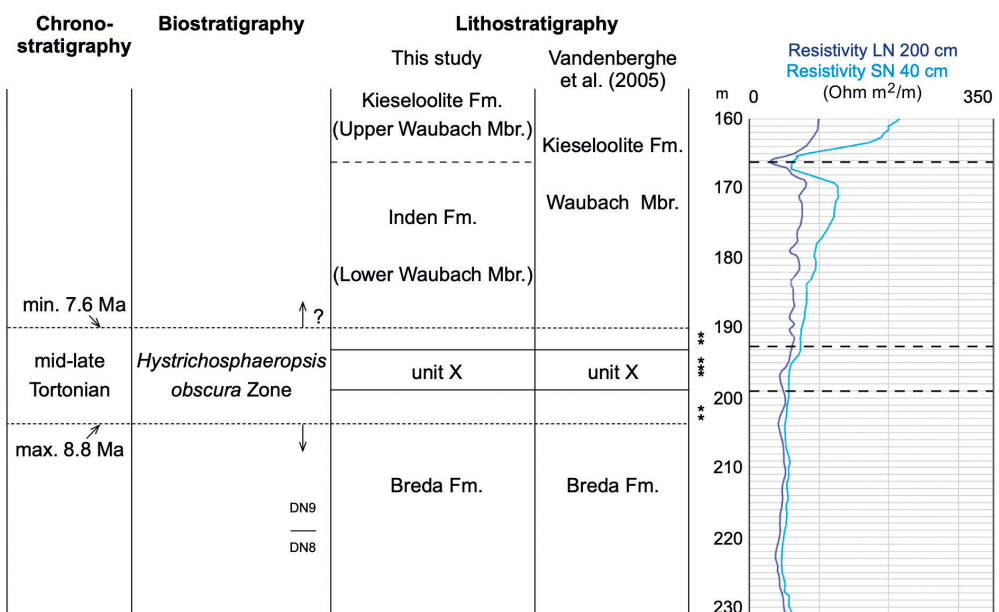 Chrono-
stratigraphy
Biostratigraphy
Lithostratigraphy
This study
Vandenberghe
et al. (2005)
Resistivity LN 200 cm
Resistivity SN 40 cm
(Ohm m²/m)
m
0
350
Kieseloolite Fm.
(Upper Waubach Mbr.)
Inden Fm.
(Lower Waubach Mbr.)
Kieseloolite Fm.
Waubach Mbr.
min. 7.6 Ma
?
mid-late
Tortonian
Hystrichosphaeropsis
obscura Zone
unit X
unit X
max. 8.8 Ma
Breda Fm.
Breda Fm.
DN9
DN8
**
***
**
160
170
180
190
200
210
220
230